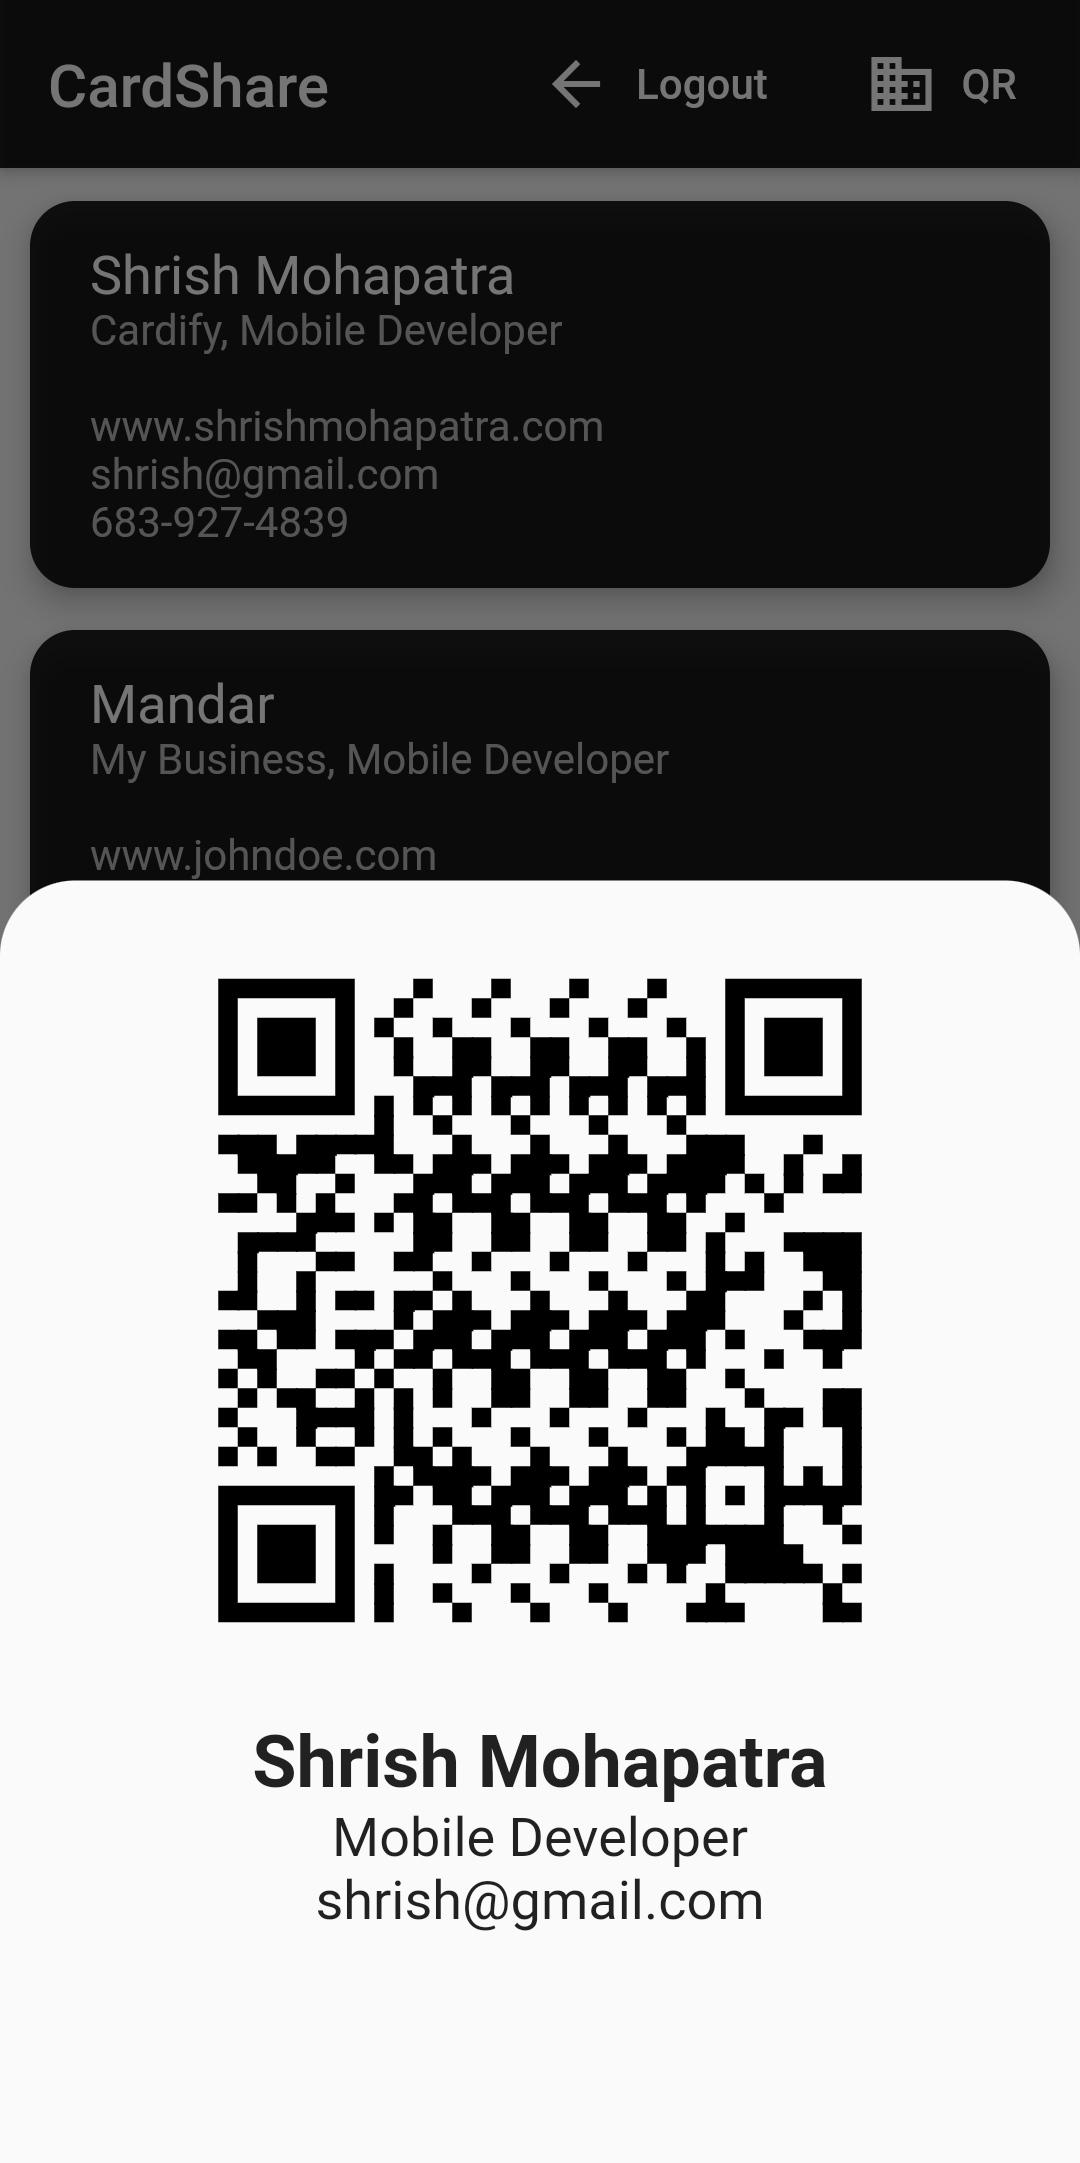 CardShare
Logout
QR
Shrish Mohapatra
Cardify, Mobile Developer
www.shrishmohapatra.com
shrish@gmail.com
683-927-4839
Mandar
My Business, Mobile Developer
www.johndoe.com
Shrish Mohapatra
Mobile Developer
shrish@gmail.com